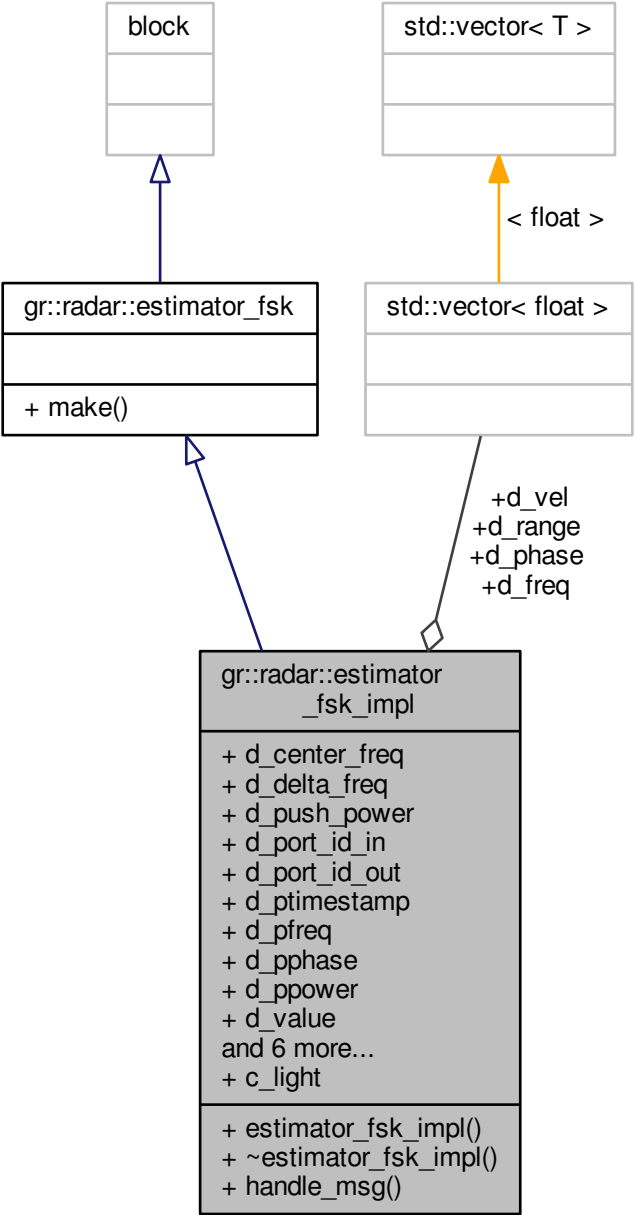 block
std::vector< T >
< float >
gr::radar::estimator_fsk
+ make()
std::vector< float >
+d_vel
+d_range
+d_phase
+d_freq
gr::radar::estimator
_fsk_impl
+ d_center_freq
+ d_delta_freq
+ d_push_power
+ d_port_id_in
+ d_port_id_out
+ d_ptimestamp
+ d_pfreq
+ d_pphase
+ d_ppower
+ d_value
and 6 more...
+ c_light
+ estimator_fsk_impl()
+ ~estimator_fsk_impl()
+ handle_msg()